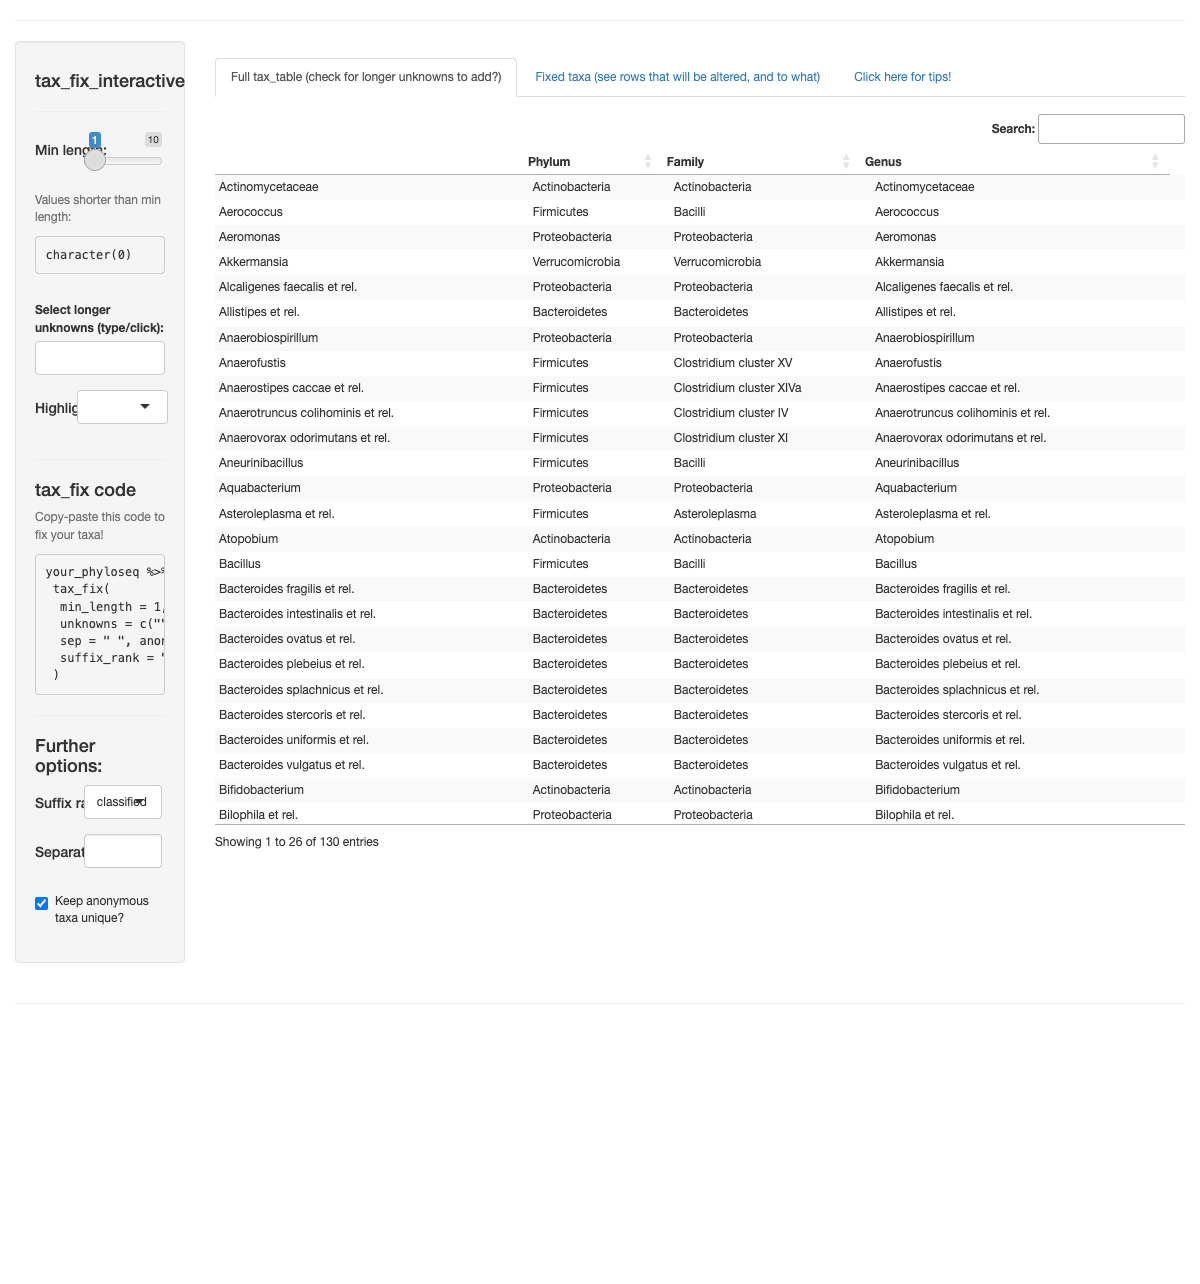 tax_fix_interactive
Min length:
1
10
Values shorter than min
length:
character(0)
Select longer
unknowns (type/click):
Highlig
tax_fix code
Copy-paste this code to
fix your taxa!
your_phyloseq %>%
tax_fix(
min_length = 1,
unknowns = c(""
sep = " ", anon
suffix_rank = "
)
Further
options:
Suffix ra classified
Separat
Keep anonymous
taxa unique?
Full tax_table (check for longer unknowns to add?) Fixed taxa (see rows that will be altered, and to what) Click here for tips!
Search:
Phylum Family Genus
Actinomycetaceae Actinobacteria Actinobacteria Actinomycetaceae
Aerococcus Firmicutes Bacilli Aerococcus
Aeromonas Proteobacteria Proteobacteria Aeromonas
Akkermansia Verrucomicrobia Verrucomicrobia Akkermansia
Alcaligenes faecalis et rel. Proteobacteria Proteobacteria Alcaligenes faecalis et rel.
Allistipes et rel. Bacteroidetes Bacteroidetes Allistipes et rel.
Anaerobiospirillum Proteobacteria Proteobacteria Anaerobiospirillum
Anaerofustis Firmicutes Clostridium cluster XV Anaerofustis
Anaerostipes caccae et rel. Firmicutes Clostridium cluster XIVa Anaerostipes caccae et rel.
Anaerotruncus colihominis et rel. Firmicutes Clostridium cluster IV Anaerotruncus colihominis et rel.
Anaerovorax odorimutans et rel. Firmicutes Clostridium cluster XI Anaerovorax odorimutans et rel.
Aneurinibacillus Firmicutes Bacilli Aneurinibacillus
Aquabacterium Proteobacteria Proteobacteria Aquabacterium
Asteroleplasma et rel. Firmicutes Asteroleplasma Asteroleplasma et rel.
Atopobium Actinobacteria Actinobacteria Atopobium
Bacillus Firmicutes Bacilli Bacillus
Bacteroides fragilis et rel. Bacteroidetes Bacteroidetes Bacteroides fragilis et rel.
Bacteroides intestinalis et rel. Bacteroidetes Bacteroidetes Bacteroides intestinalis et rel.
Bacteroides ovatus et rel. Bacteroidetes Bacteroidetes Bacteroides ovatus et rel.
Bacteroides plebeius et rel. Bacteroidetes Bacteroidetes Bacteroides plebeius et rel.
Bacteroides splachnicus et rel. Bacteroidetes Bacteroidetes Bacteroides splachnicus et rel.
Bacteroides stercoris et rel. Bacteroidetes Bacteroidetes Bacteroides stercoris et rel.
Bacteroides uniformis et rel. Bacteroidetes Bacteroidetes Bacteroides uniformis et rel.
Bacteroides vulgatus et rel. Bacteroidetes Bacteroidetes Bacteroides vulgatus et rel.
Bifidobacterium Actinobacteria Actinobacteria Bifidobacterium
Bilophila et rel. Proteobacteria Proteobacteria Bilophila et rel.
Showing 1 to 26 of 130 entries